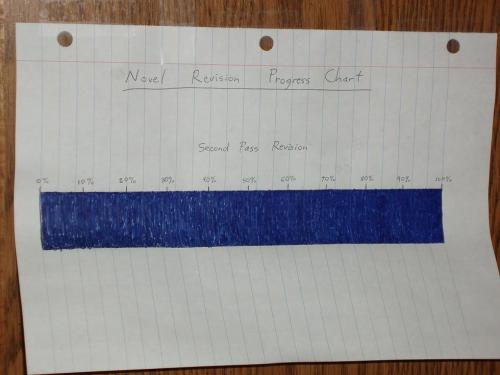 Novel Revision Progress Chart
Second Pass Revision
0% 10% 20% 30% 40% 50% 60% 70% 80% 90% 100%